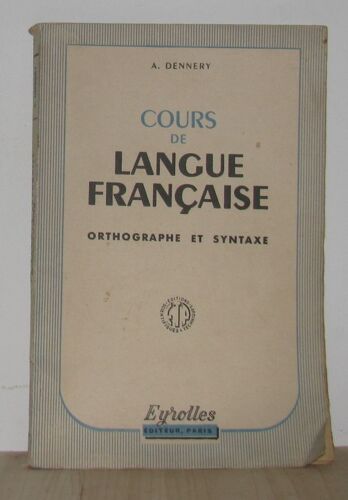 A. DENNERY
COURS
DE
LANGUE
FRANÇAISE
ORTHOGRAPHE ET SYNTAXE
Eyrolles
ÉDITEUR, PARIS